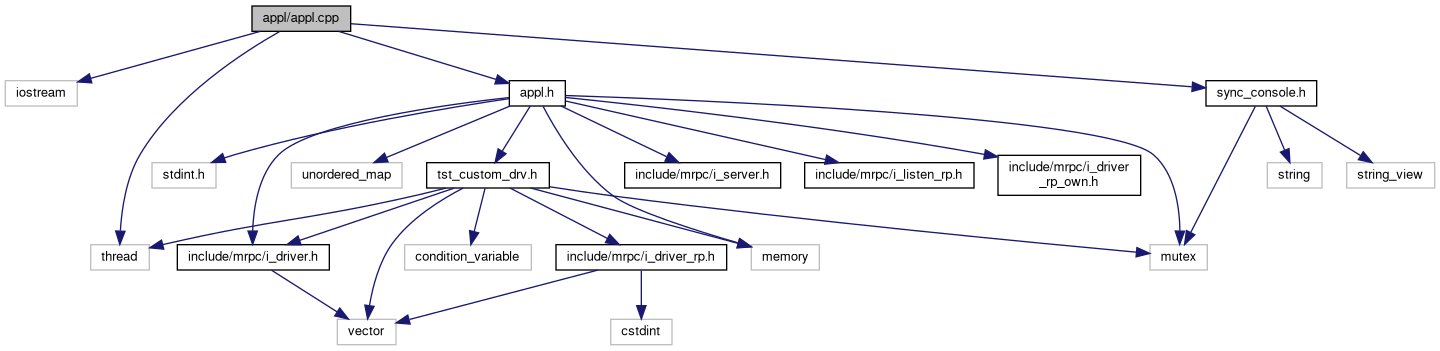 appl/appl.cpp
iostream
appl.h
sync_console.h
stdint.h
unordered_map
tst_custom_drv.h
include/mrpc/i_server.h
include/mrpc/i_listen_rp.h
include/mrpc/i_driver
_rp_own.h
string
string_view
thread
include/mrpc/i_driver.h
condition_variable
include/mrpc/i_driver_rp.h
memory
mutex
vector
cstdint